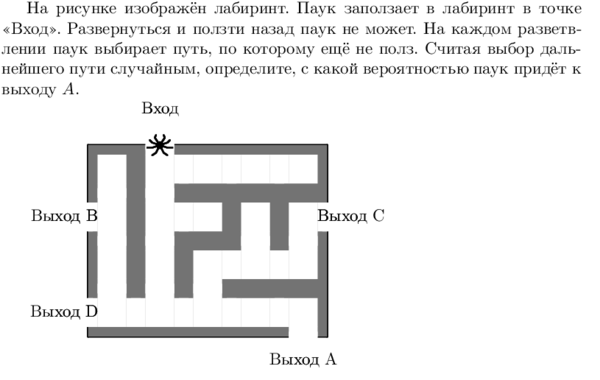 На рисунке изображён лабиринт. Паук заползает в лабиринт в точке
«Вход». Развернуться и ползти назад паук не может. На каждом разветв-
лении паук выбирает путь, по которому ещё не полз. Считая выбор даль-
нейшего пути случайным, определите, с какой вероятностью паук придёт к
выходу A.
Вход
Выход B
Выход C
Выход D
Выход A